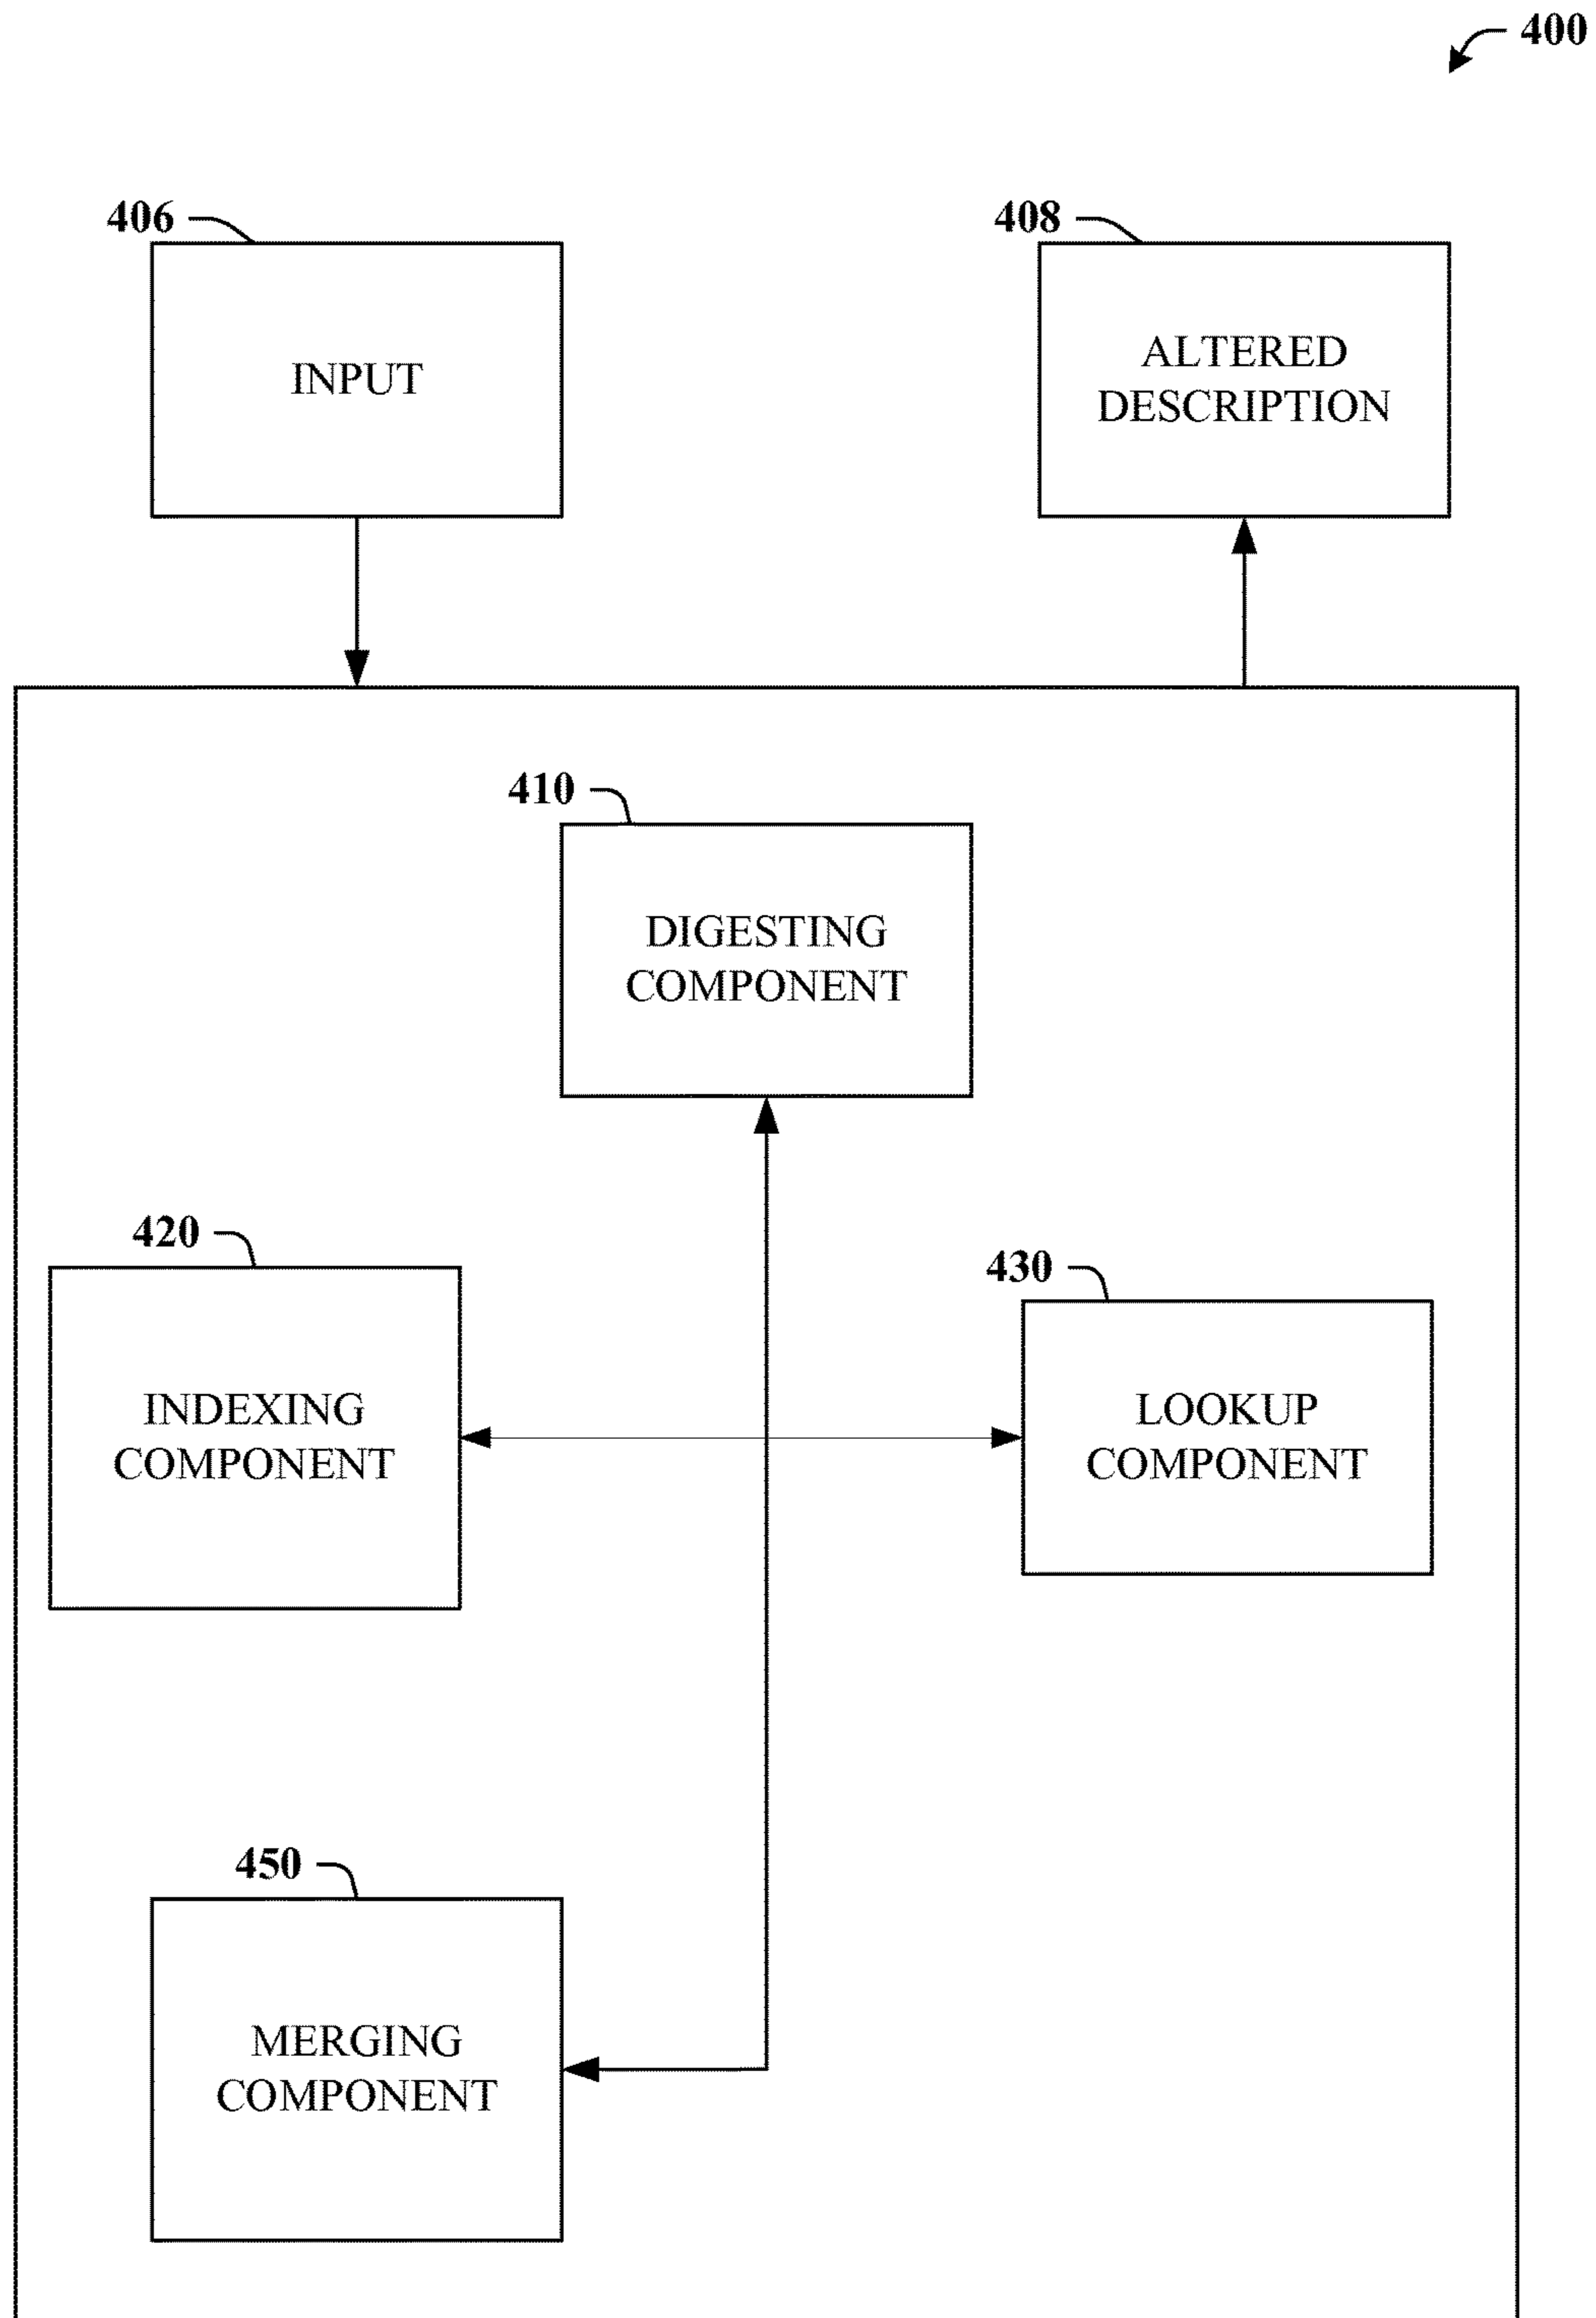 400
406
INPUT
408
ALTERED
DESCRIPTION
410
DIGESTING
COMPONENT
420
INDEXING
COMPONENT
430
LOOKUP
COMPONENT
450
MERGING
COMPONENT